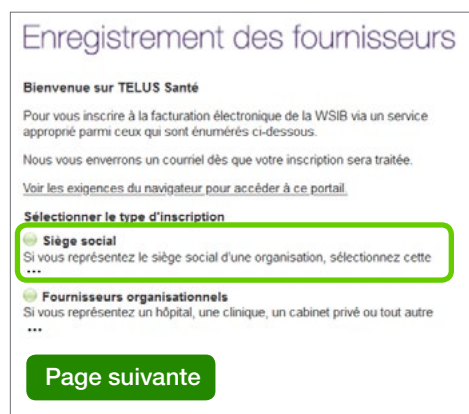 Enregistrement des fournisseurs
Bienvenue sur TELUS Santé
Pour vous inscrire à la facturation électronique de la WSIB via un service
approprié parmi ceux qui sont énumérés ci-dessous.
Nous vous enverrons un courriel dès que votre inscription sera traitée.
Voir les exigences du navigateur pour accéder à ce portail.
Sélectionner le type d'inscription
Siège social
Si vous représentez le siège social d'une organisation, sélectionnez cette
...
Fournisseurs organisationnels
Si vous représentez un hôpital, une clinique, un cabinet privé ou tout autre
...
Page suivante